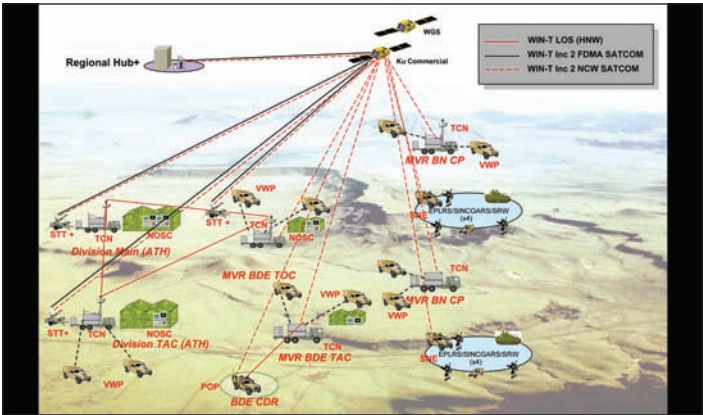 WGS
Regional Hub+
Ku Commercial
WIN-T LOS (HNW)
WIN-T Inc 2 FDMA SATCOM
WIN-T Inc 2 NCW SATCOM
TCN
MVR BN CP
VWP
VWP
STT +
TCN
NOSC
Division Main (ATH)
STT +
TCN
NOSC
MVR BDE TOC
SNE
EPLRS/SINCGARS/SRW
(x4)
TCN
MVR BN CP
VWP
VWP
STT+
TCN
NOSC
Division TAC (ATH)
VWP
TCN
MVR BDE TAC
POP
BDE CDR
SNE
EPLRS/SINCGARS/SRW
(x4)